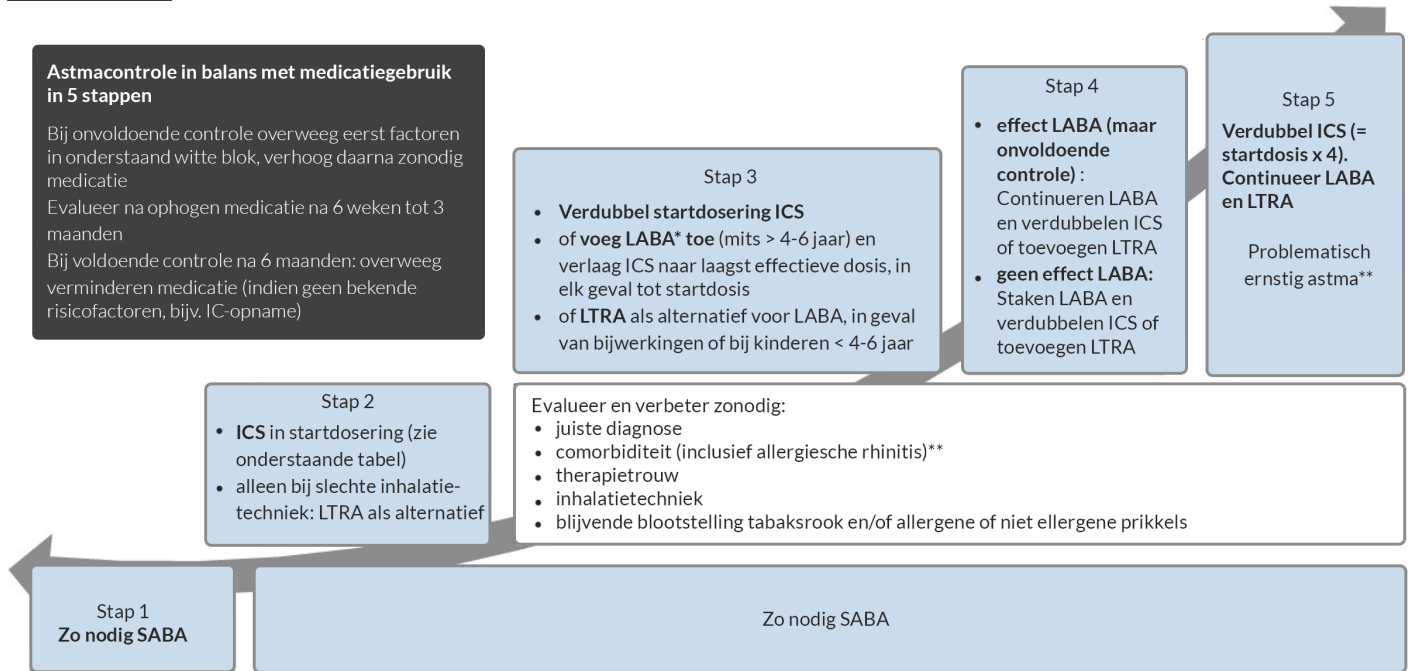 Astmacontrole in balans met medicatiegebruik
in 5 stappen
Bij onvoldoende controle overweeg eerst factoren
in onderstaand witte blok, verhoog daarna zonodig
medicatie
Evalueer na ophogen medicatie na 6 weken tot 3
maanden
Bij voldoende controle na 6 maanden: overweeg
verminderen medicatie (indien geen bekende
risicofactoren, bijv. IC-opname)
Stap 1
Zo nodig SABA
Stap 2
• ICS in startdosering (zie
onderstaande tabel)
• alleen bij slechte inhalatie-
techniek: LTRA als alternatief
Stap 3
• Verdubbel startdosering ICS
• of voeg LABA* toe (mits > 4-6 jaar) en
verlaag ICS naar laagst effectieve dosis, in
elk geval tot startdosis
• of LTRA als alternatief voor LABA, in geval
van bijwerkingen of bij kinderen < 4-6 jaar
Stap 4
• effect LABA (maar
onvoldoende
controle) :
Continueren LABA
en verdubbelen ICS
of toevoegen LTRA
• geen effect LABA:
Staken LABA en
verdubbelen ICS of
toevoegen LTRA
Stap 5
Verdubbel ICS (=
startdosis x 4).
Continueer LABA
en LTRA
Problematisch
ernstig astma**
Evalueer en verbeter zonodig:
• juiste diagnose
• comorbiditeit (inclusief allergiesche rhinitis)**
• therapietrouw
• inhalatietechniek
• blijvende blootstelling tabaksrook en/of allergene of niet ellergene prikkels
Zo nodig SABA